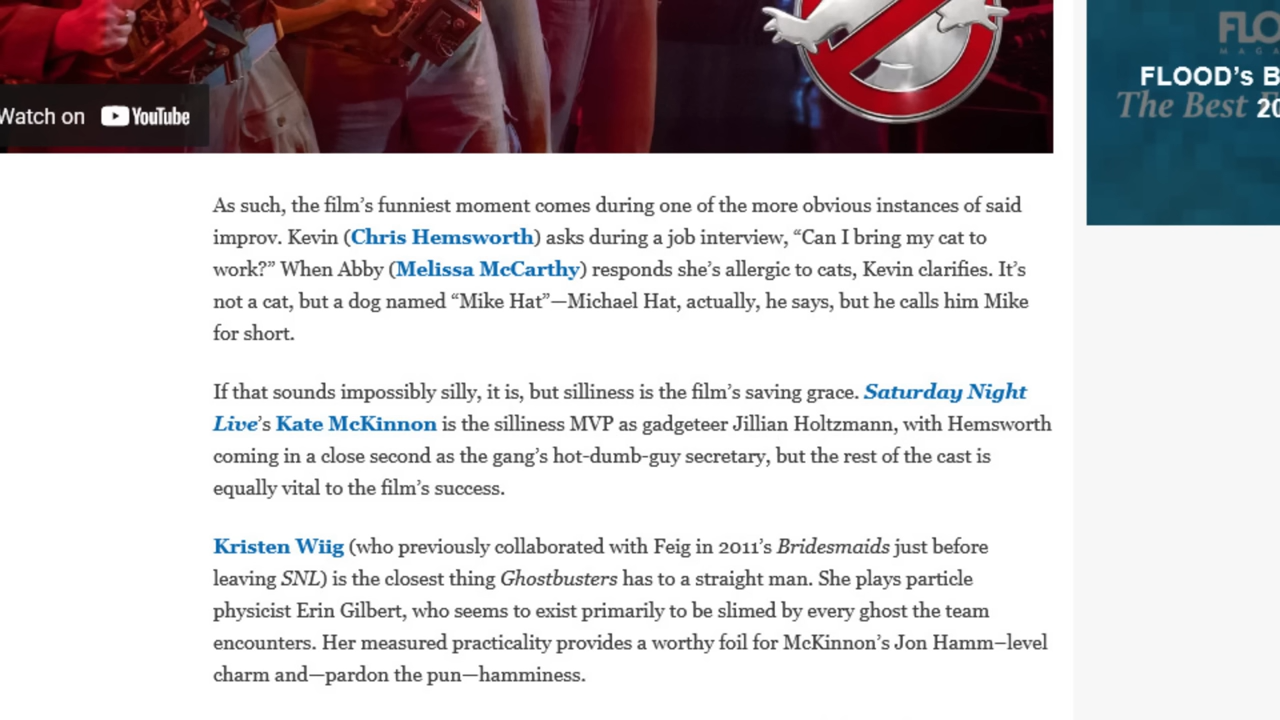 Watch on YouTube
FLO
MAGA
FLOOD's B
The Best
20
As such, the film's funniest moment comes during one of the more obvious instances of said
improv. Kevin (Chris Hemsworth) asks during a job interview, “Can I bring my cat to
work?” When Abby (Melissa McCarthy) responds she's allergic to cats, Kevin clarifies. It's
not a cat, but a dog named “Mike Hat”—Michael Hat, actually, he says, but he calls him Mike
for short.
If that sounds impossibly silly, it is, but silliness is the film's saving grace. Saturday Night
Live's Kate McKinnon is the silliness MVP as gadgeteer Jillian Holtzmann, with Hemsworth
coming in a close second as the gang's hot-dumb-guy secretary, but the rest of the cast is
equally vital to the film's success.
Kristen Wiig (who previously collaborated with Feig in 2011's Bridesmaids just before
leaving SNL) is the closest thing Ghostbusters has to a straight man. She plays particle
physicist Erin Gilbert, who seems to exist primarily to be slimed by every ghost the team
encounters. Her measured practicality provides a worthy foil for McKinnon's Jon Hamm–level
charm and—pardon the pun—hamminess.